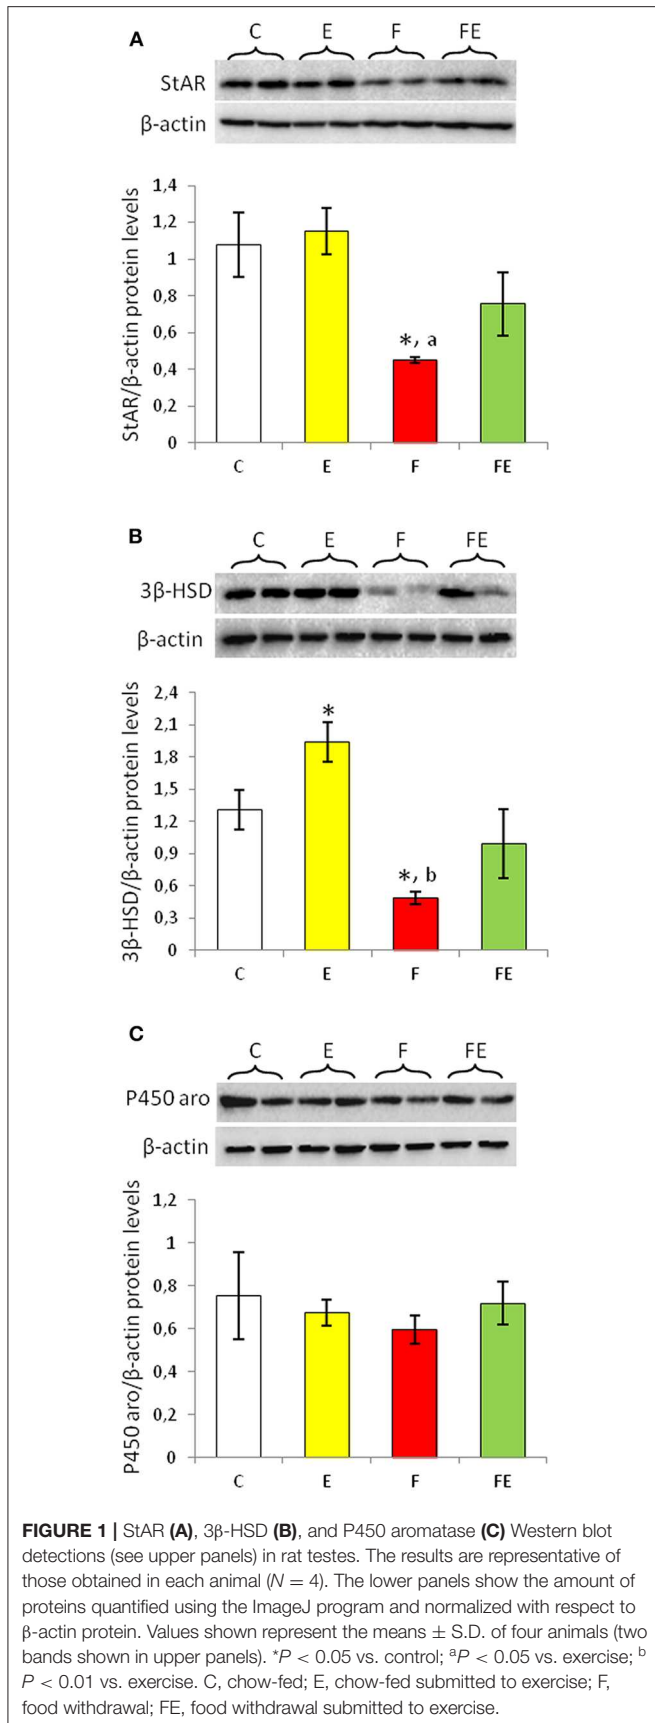 A
C E F FE
StAR
β-actin
StAR/β-actin protein levels
1,4
1,2
1
0,8
0,6
0,4
0,2
0
*, a
C E F FE
B
C E F FE
3β-HSD
β-actin
3β-HSD/β-actin protein levels
2,4
2,1
1,8
1,5
1,2
0,9
0,6
0,3
0
*
*, b
C E F FE
C
C E F FE
P450 aro
β-actin
P450 aro/β-actin protein levels
1,2
1
0,8
0,6
0,4
0,2
0
C E F FE
FIGURE 1 | StAR (A), 3β-HSD (B), and P450 aromatase (C) Western blot
detections (see upper panels) in rat testes. The results are representative of
those obtained in each animal (N = 4). The lower panels show the amount of
proteins quantified using the ImageJ program and normalized with respect to
β-actin protein. Values shown represent the means ± S.D. of four animals (two
bands shown in upper panels). *P < 0.05 vs. control; aP < 0.05 vs. exercise; b
P < 0.01 vs. exercise. C, chow-fed; E, chow-fed submitted to exercise; F,
food withdrawal; FE, food withdrawal submitted to exercise.